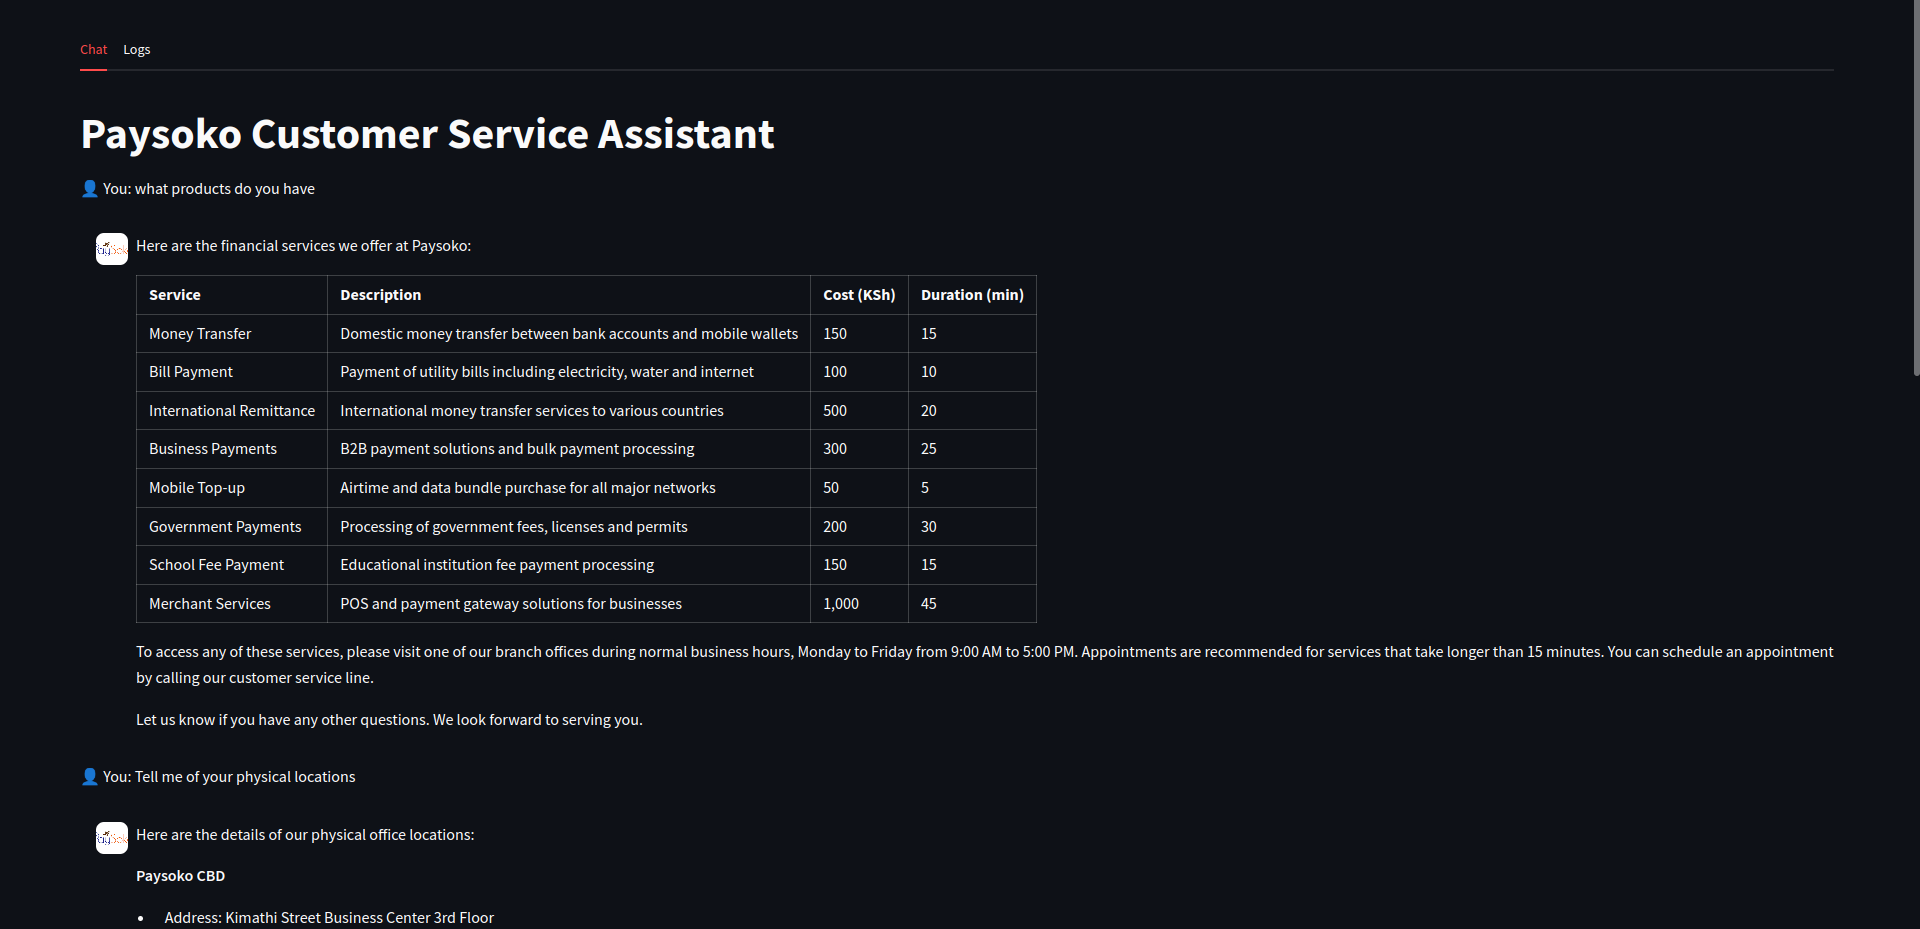 Chat Logs
Paysoko Customer Service Assistant
You: what products do you have
Here are the financial services we offer at Paysoko:
Service Description Cost (KSh) Duration (min)
Money Transfer Domestic money transfer between bank accounts and mobile wallets 150 15
Bill Payment Payment of utility bills including electricity, water and internet 100 10
International Remittance International money transfer services to various countries 500 20
Business Payments B2B payment solutions and bulk payment processing 300 25
Mobile Top-up Airtime and data bundle purchase for all major networks 50 5
Government Payments Processing of government fees, licenses and permits 200 30
School Fee Payment Educational institution fee payment processing 150 15
Merchant Services POS and payment gateway solutions for businesses 1,000 45
To access any of these services, please visit one of our branch offices during normal business hours, Monday to Friday from 9:00 AM to 5:00 PM. Appointments are recommended for services that take longer than 15 minutes. You can schedule an appointment
by calling our customer service line.
Let us know if you have any other questions. We look forward to serving you.
You: Tell me of your physical locations
Here are the details of our physical office locations:
Paysoko CBD
• Address: Kimathi Street Business Center 3rd Floor